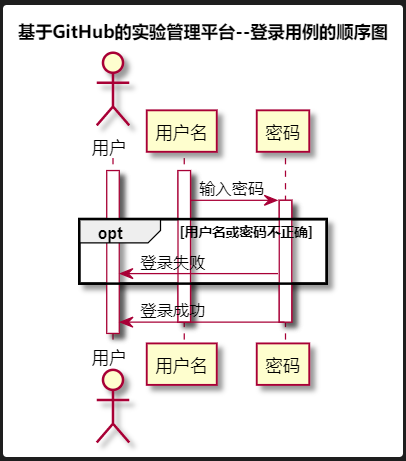 基于GitHub的实验管理平台--登录用例的顺序图
用户
用户名
密码
输入密码
opt
[用户名或密码不正确]
登录失败
登录成功
用户
用户名
密码